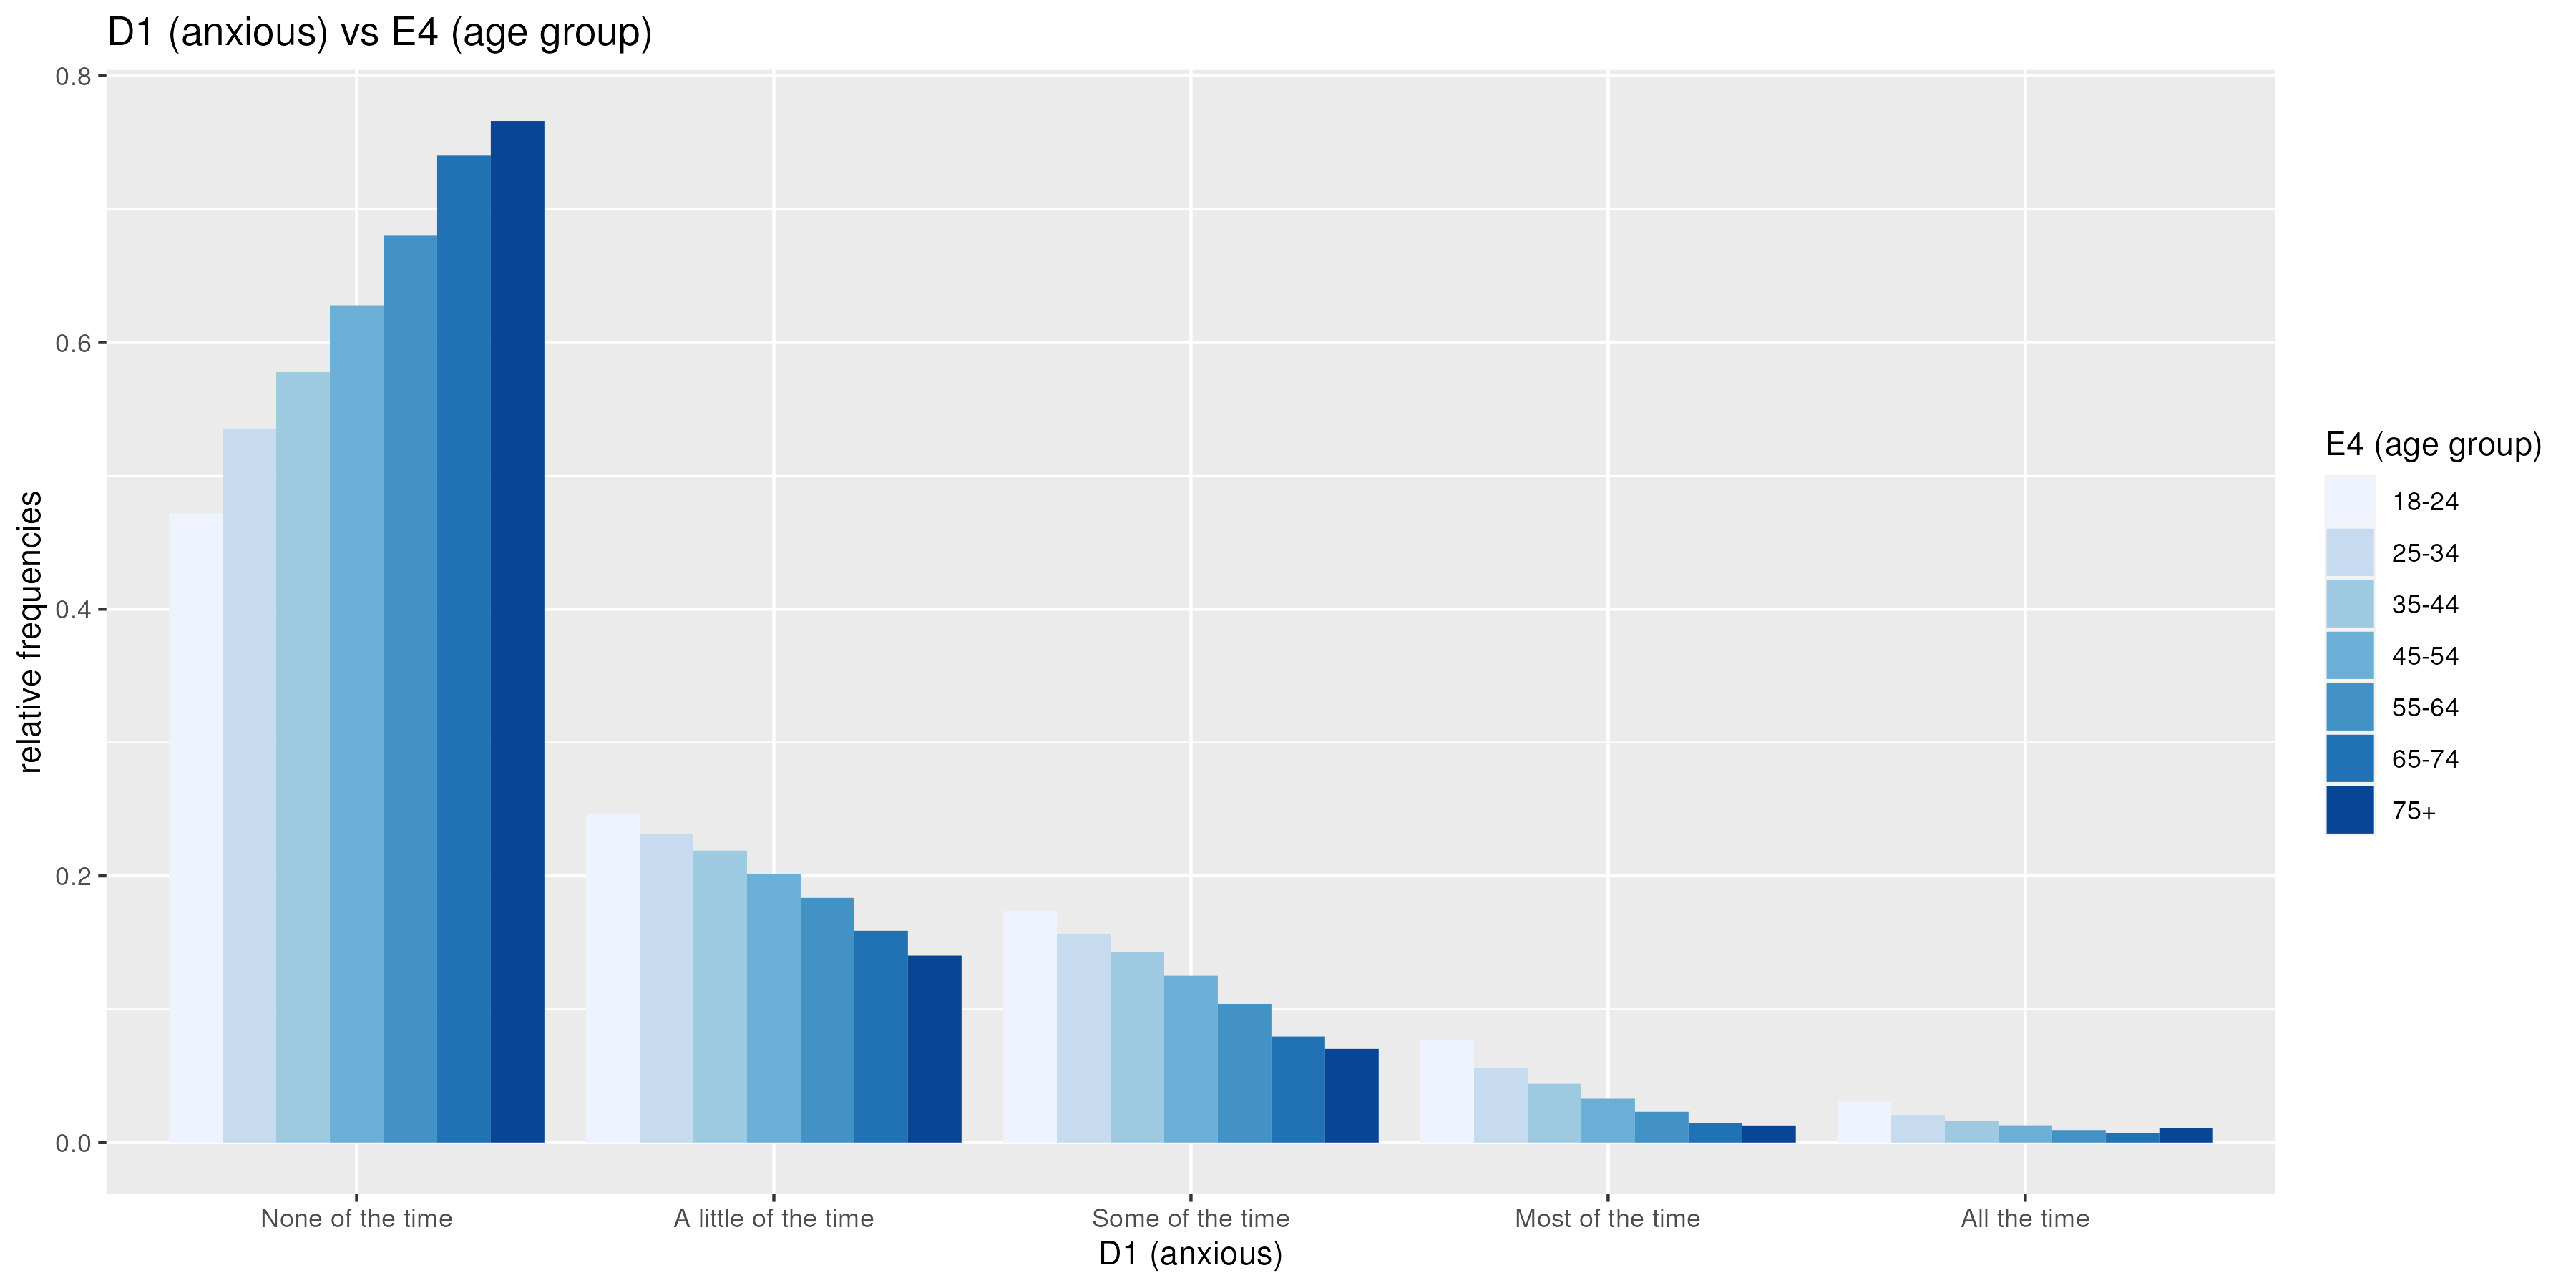 D1 (anxious) vs E4 (age group)
relative frequencies
0.8
0.6
0.4
0.2
0.0
None of the time
A little of the time
Some of the time
Most of the time
All the time
D1 (anxious)
E4 (age group)
18-24
25-34
35-44
45-54
55-64
65-74
75+